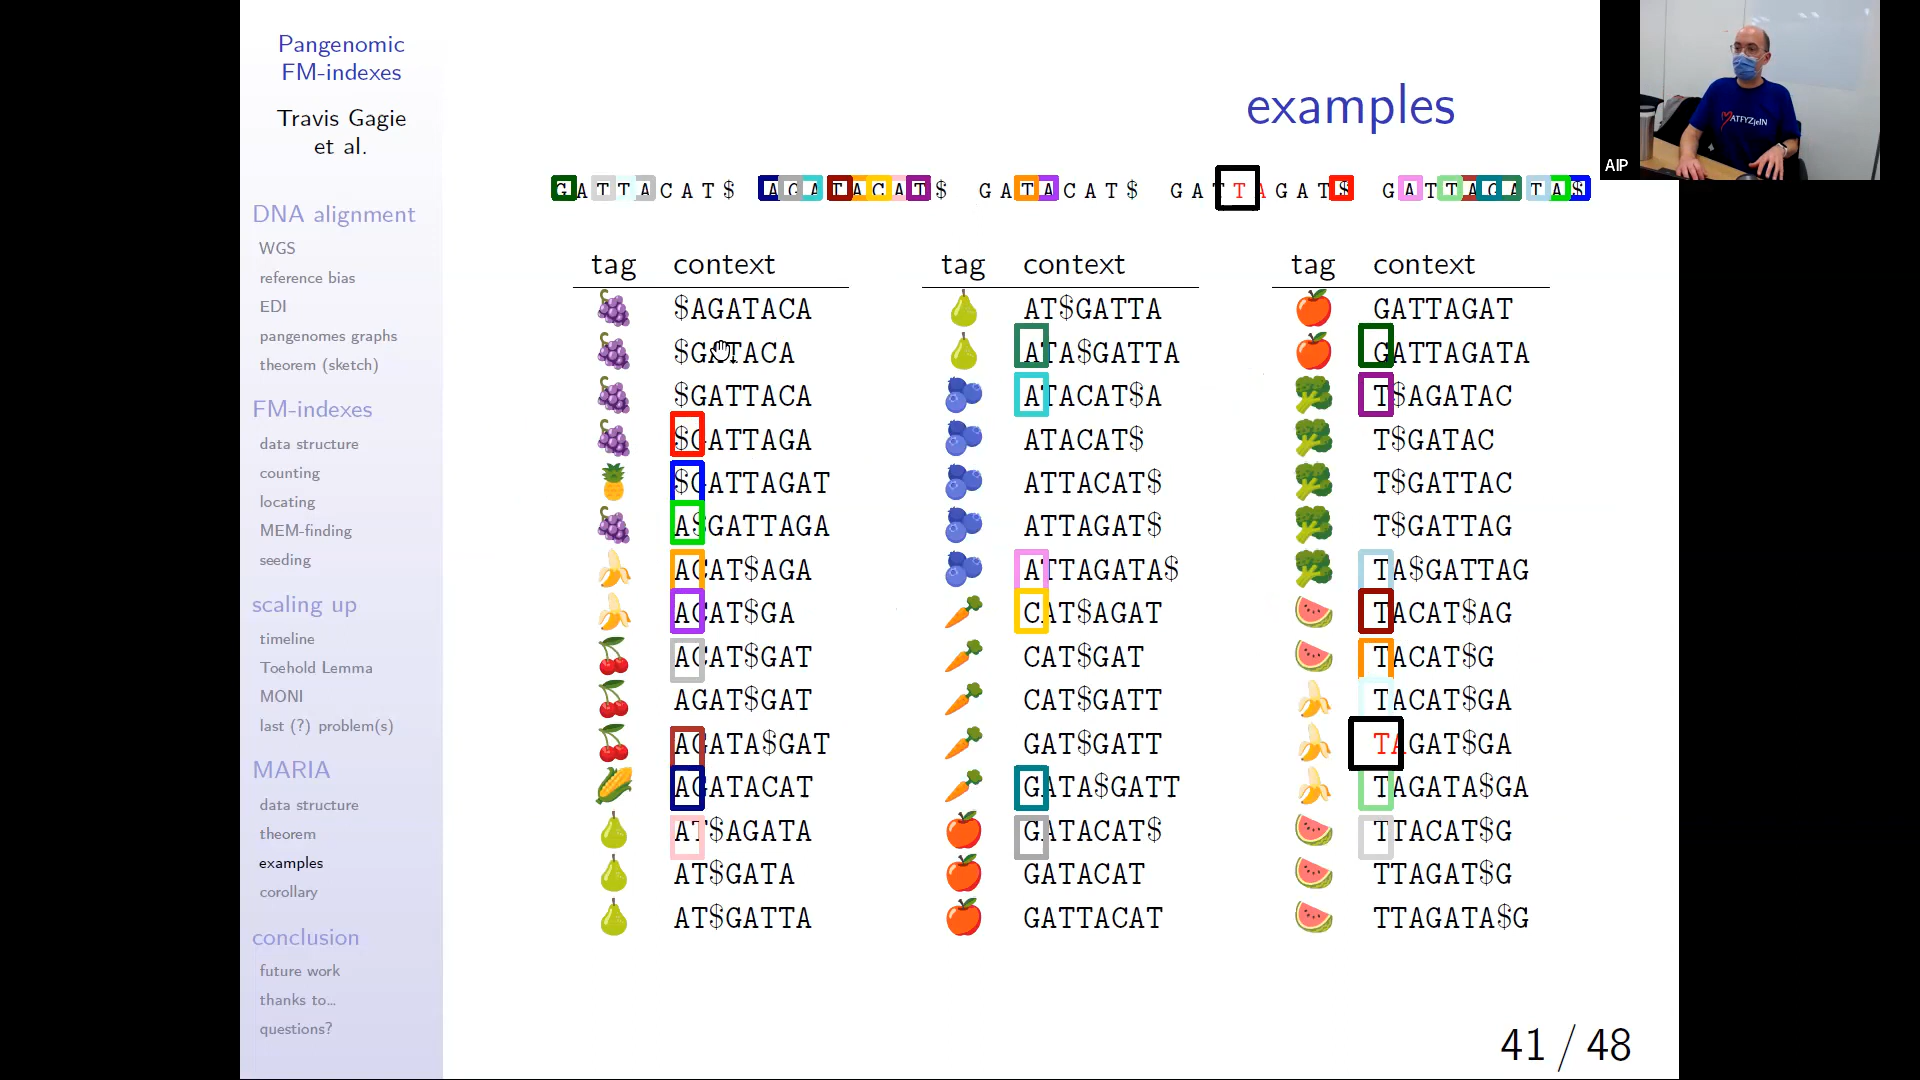 Pangenomic
FM-indexes
Travis Gagie
et al.
DNA alignment
WGS
reference bias
EDI
pangenomes graphs
theorem (sketch)
FM-indexes
data structure
counting
locating
MEM-finding
seeding
scaling up
timeline
Toehold Lemma
MONI
last (?) problem(s)
MARIA
data structure
theorem
examples
corollary
conclusion
future work
thanks to...
questions?
examples
GATTACAT$ AGATACAT$ GATACAT$ GATTAGAT$ GATTAGATA$
tag context
$AGATACA
$GATACA
$GATTACA
$GATTAGA
$GATTAGAT
A$GATTAGA
ACAT$AGA
ACAT$GA
ACAT$GAT
AGAT$GAT
AGATA$GAT
AGATACAT
AT$AGATA
AT$GATA
AT$GATTA
tag context
AT$GATTA
ATA$GATTA
ATACAT$A
ATACAT$
ATTACAT$
ATTAGAT$
ATTAGATA$
CAT$AGAT
CAT$GAT
CAT$GATT
GAT$GATT
GATA$GATT
GATACAT$
GATACAT
GATTACAT
tag context
GATTAGAT
GATTAGATA
T$AGATAC
T$GATAC
T$GATTAC
T$GATTAG
TA$GATTAG
TACAT$AG
TACAT$G
TACAT$GA
TAGAT$GA
TAGATA$GA
TTACAT$G
TTAGAT$G
TTAGATA$G
41 / 48
AIP